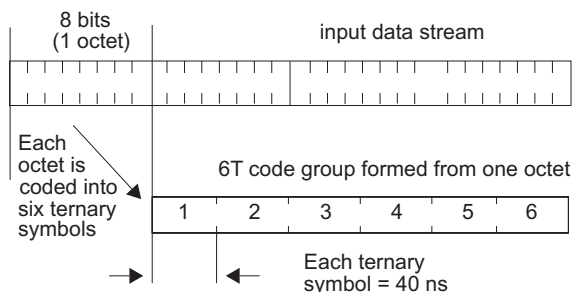 8 bits
(1 octet)
input data stream
Each
octet is
coded into
six ternary
symbols
6T code group formed from one octet
1 2 3 4 5 6
Each ternary
symbol = 40 ns